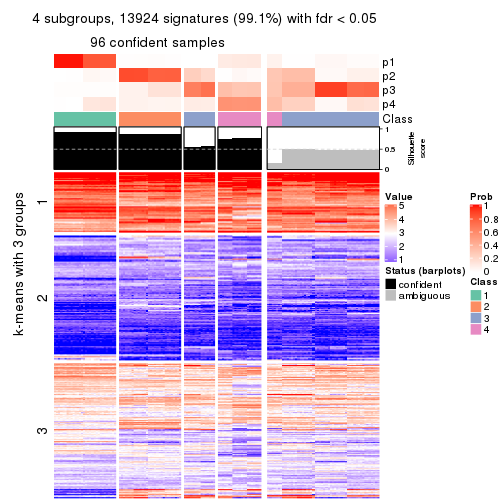 4 subgroups, 13924 signatures (99.1%) with fdr < 0.05
96 confident samples
p1
p2
p3
p4
Class
1
0.5
0
Silhouette
score
k-means with 3 groups
1
2
3
Value
5
4
3
2
1
Prob
1
0.8
0.6
0.4
0.2
0
Status (barplots)
confident
ambiguous
Class
1
2
3
4